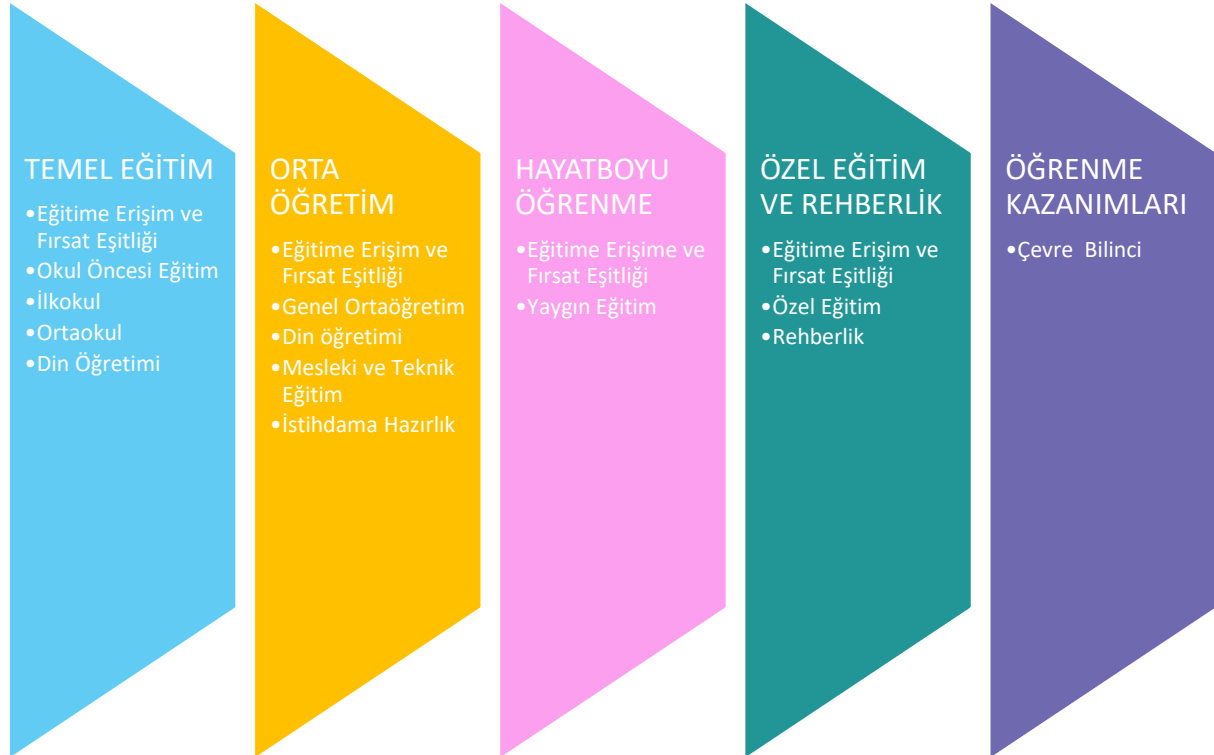 TEMEL EĞİTİM
•Eğitime Erişim ve
Fırsat Eşitliği
•Okul Öncesi Eğitim
•İlkokul
•Ortaokul
•Din Öğretimi
ORTA
ÖĞRETİM
•Eğitime Erişim ve
Fırsat Eşitliği
•Genel Ortaöğretim
•Din öğretimi
•Mesleki ve Teknik
Eğitim
•İstihdama Hazırlık
HAYATBOYU
ÖĞRENME
•Eğitime Erişime ve
Fırsat Eşitliği
•Yaygın Eğitim
ÖZEL EĞİTİM
VE REHBERLİK
•Eğitime Erişim ve
Fırsat Eşitliği
•Özel Eğitim
•Rehberlik
ÖĞRENME
KAZANIMLARI
•Çevre Bilinci